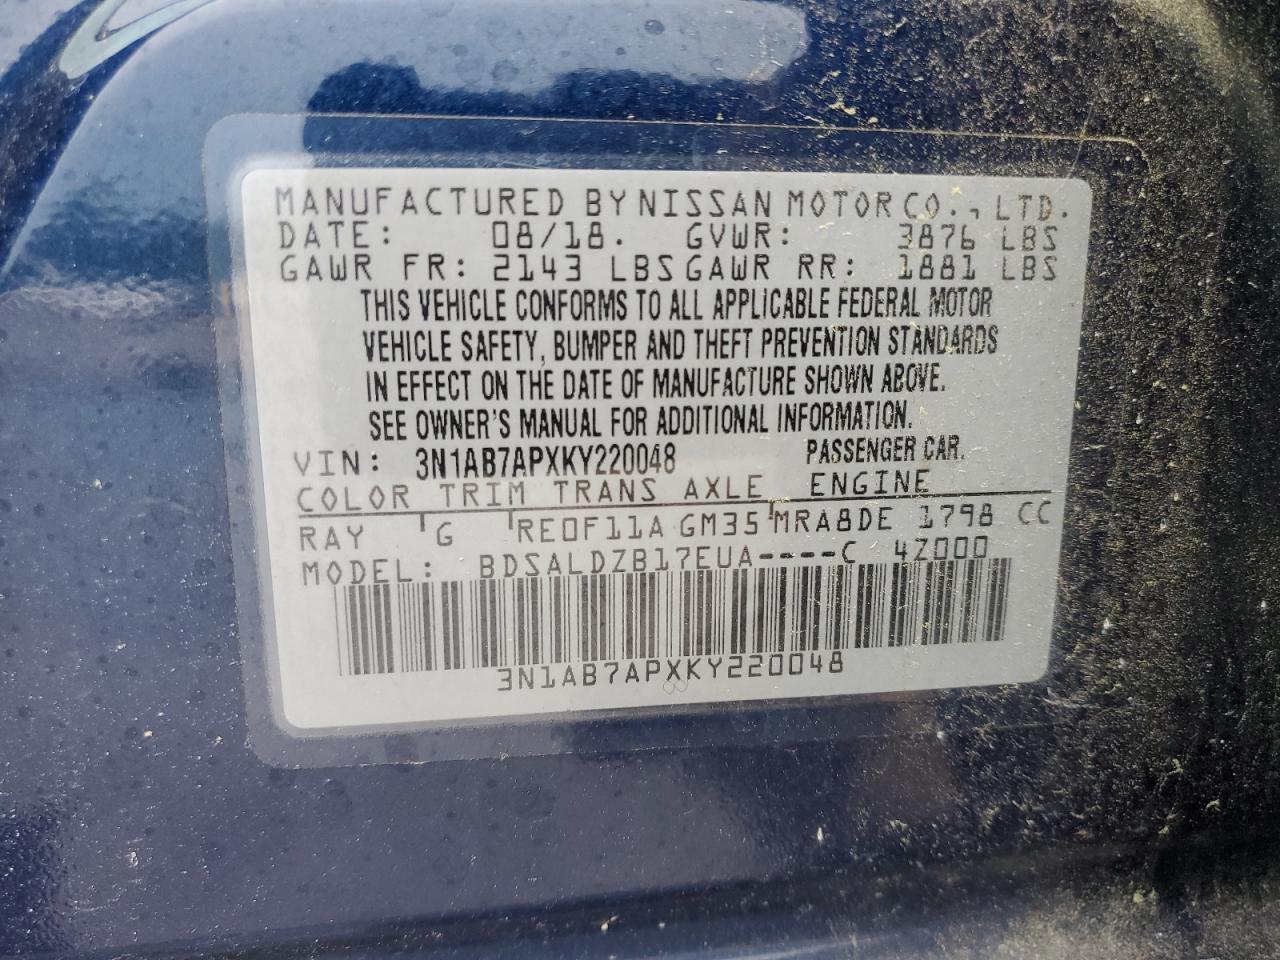 MANUFACTURED BY NISSAN MOTOR CO., LTD.
DATE: 08/18. GVWR: 3876 LBS
GAWR FR: 2143 LBS GAWR RR: 1881 LBS
THIS VEHICLE CONFORMS TO ALL APPLICABLE FEDERAL MOTOR
VEHICLE SAFETY, BUMPER AND THEFT PREVENTION STANDARDS
IN EFFECT ON THE DATE OF MANUFACTURE SHOWN ABOVE.
SEE OWNER'S MANUAL FOR ADDITIONAL INFORMATION.
VIN: 3N1AB7APXKY220048 PASSENGER CAR.
COLOR TRIM TRANS AXLE ENGINE
RAY G RE0F11A GM35 MRA8DE 1798 CC
MODEL: BDSALDZB17EUA----C 4Z000
3N1AB7APXKY220048